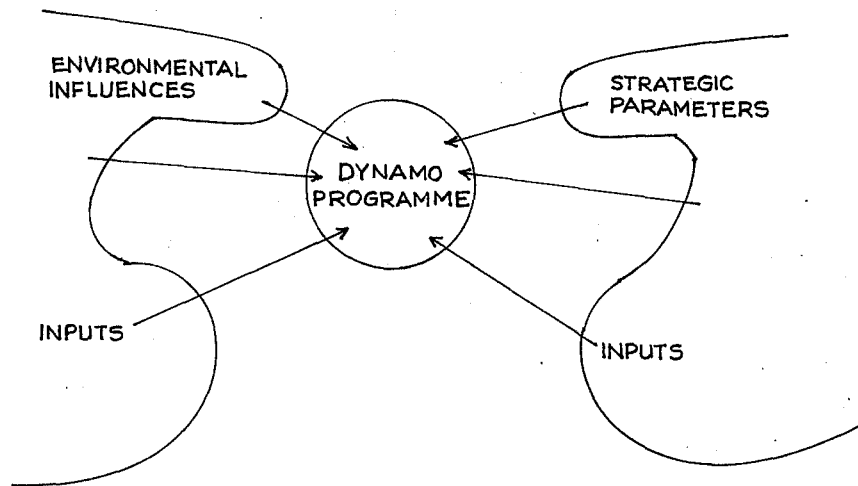 ENVIRONMENTAL
INFLUENCES
STRATEGIC
PARAMETERS
DYNAMO
PROGRAMME
INPUTS
INPUTS